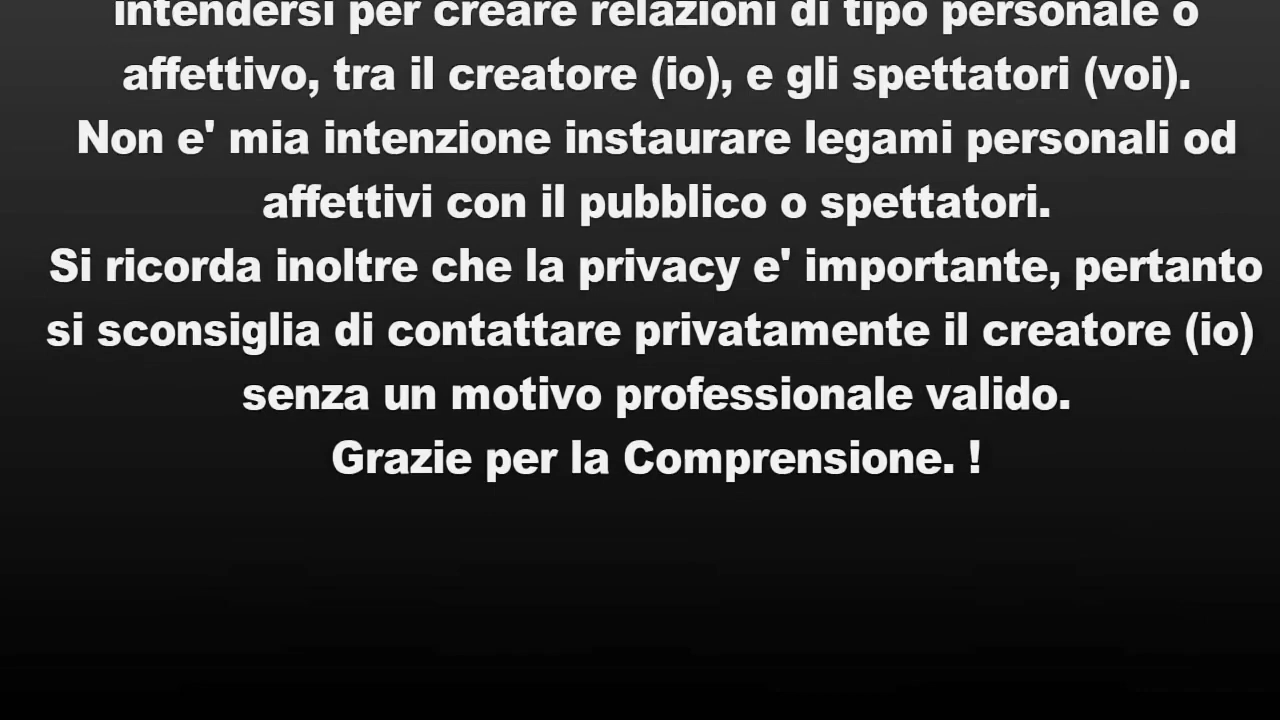 intendersi per creare relazioni di tipo personale o
affettivo, tra il creatore (io), e gli spettatori (voi).
Non e' mia intenzione instaurare legami personali od
affettivi con il pubblico o spettatori.
Si ricorda inoltre che la privacy e' importante, pertanto
si sconsiglia di contattare privatamente il creatore (io)
senza un motivo professionale valido.
Grazie per la Comprensione. !